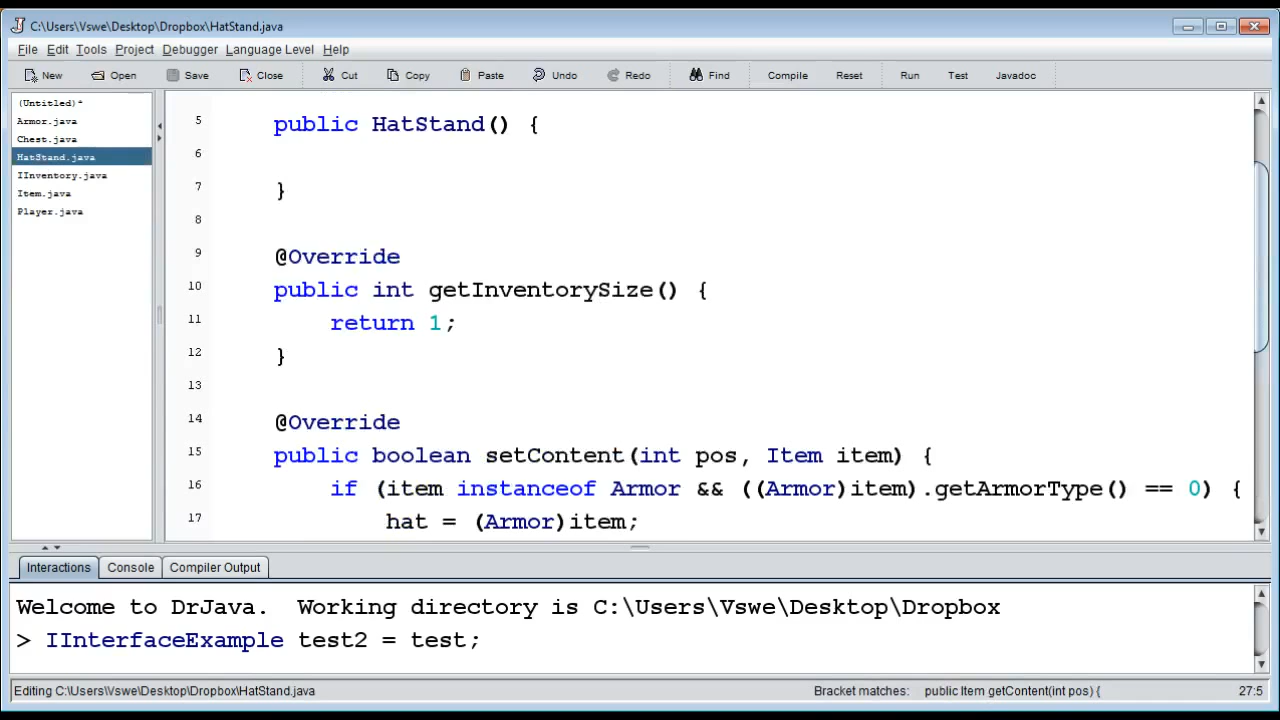 C:\Users\Vswe\Desktop\Dropbox\HatStand.java
File Edit Tools Project Debugger Language Level Help
New Open Save Close Cut Copy Paste Undo Redo Find Compile Reset Run Test Javadoc
(Untitled)*
Armor.java
Chest.java
HatStand.java
IInventory.java
Item.java
Player.java
5 public HatStand() {
6
7 }
8
9 @Override
10 public int getInventorySize() {
11 return 1;
12 }
13
14 @Override
15 public boolean setContent(int pos, Item item) {
16 if (item instanceof Armor && ((Armor)item).getArmorType() == 0) {
17 hat = (Armor)item;
Interactions Console Compiler Output
Welcome to DrJava. Working directory is C:\Users\Vswe\Desktop\Dropbox
> IInterfaceExample test2 = test;
Editing C:\Users\Vswe\Desktop\Dropbox\HatStand.java Bracket matches: public Item getContent(int pos) { 27:5